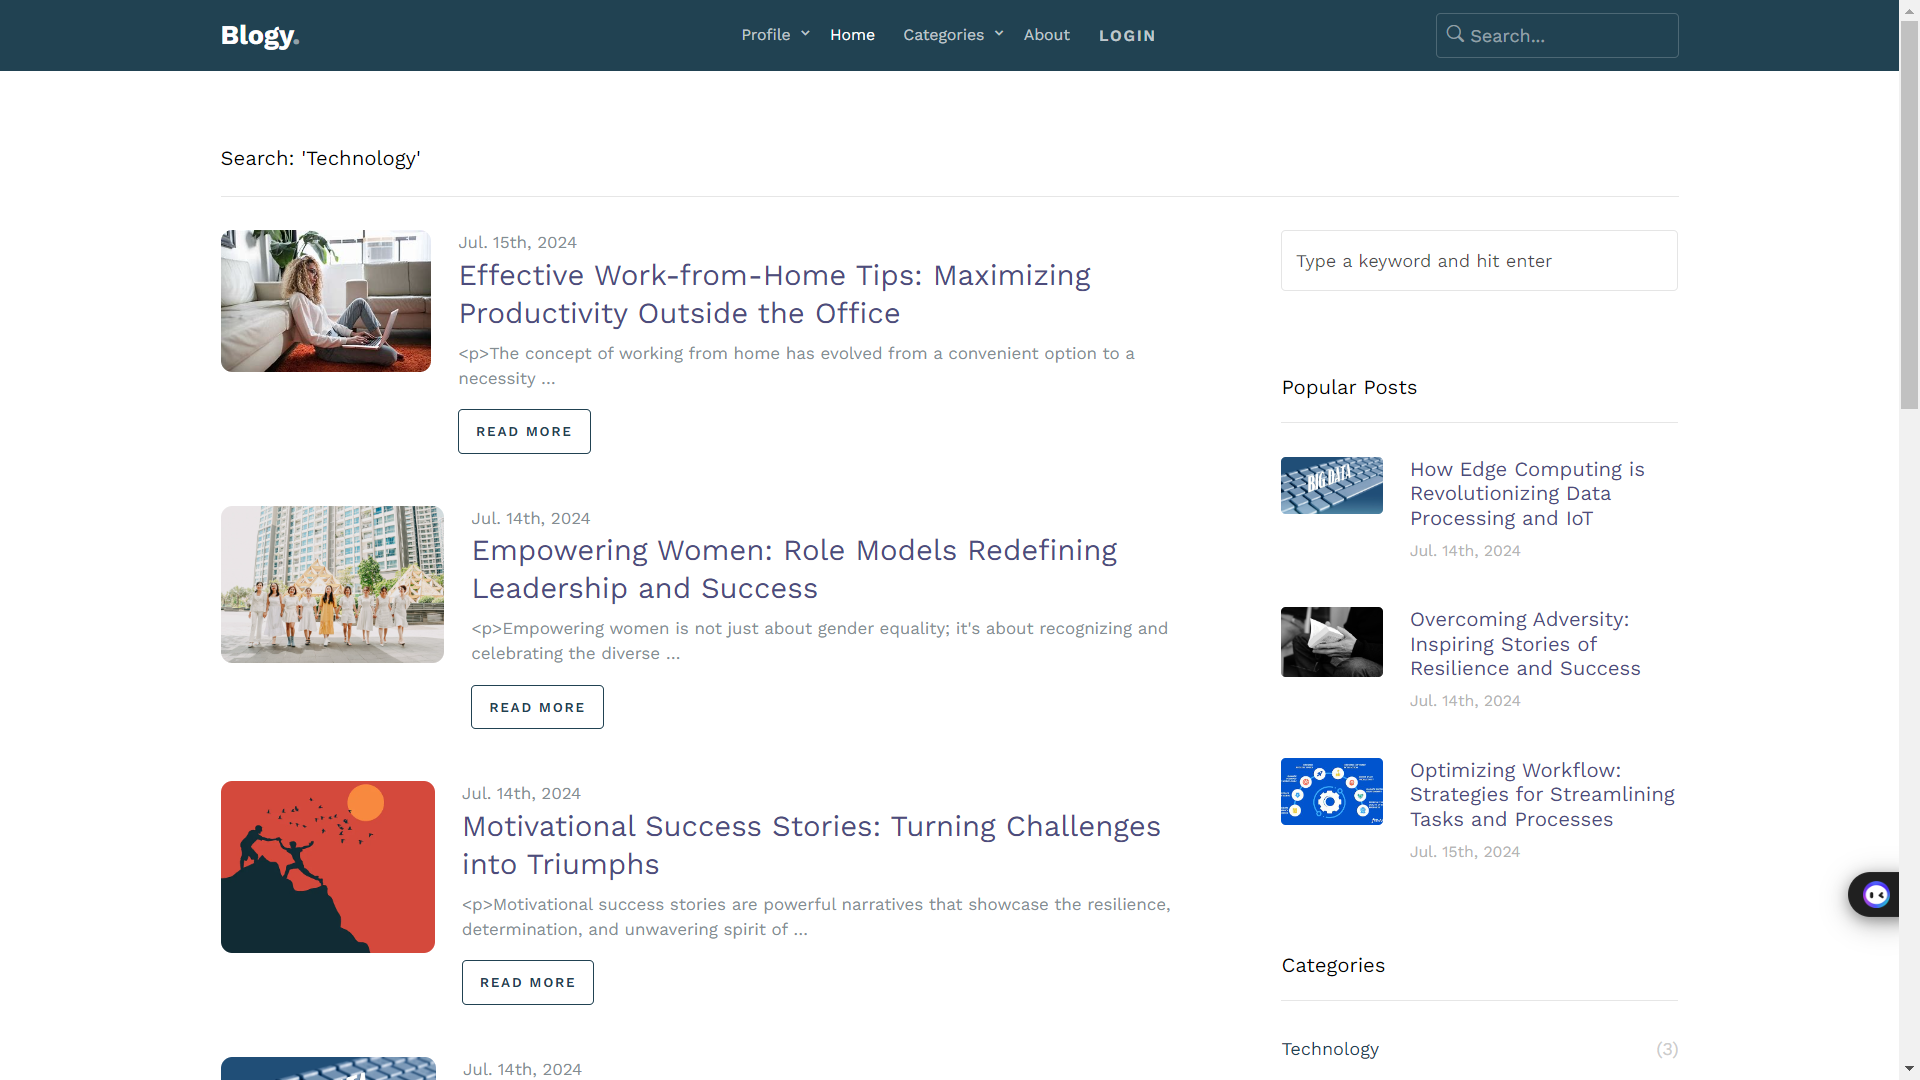 Blogy.
Profile
Home
Categories
About
LOGIN
Search...
Search: 'Technology'
Jul. 15th, 2024
Effective Work-from-Home Tips: Maximizing
Productivity Outside the Office
<p>The concept of working from home has evolved from a convenient option to a
necessity ...
READ MORE
Jul. 14th, 2024
Empowering Women: Role Models Redefining
Leadership and Success
<p>Empowering women is not just about gender equality; it's about recognizing and
celebrating the diverse ...
READ MORE
Jul. 14th, 2024
Motivational Success Stories: Turning Challenges
into Triumphs
<p>Motivational success stories are powerful narratives that showcase the resilience,
determination, and unwavering spirit of ...
READ MORE
Jul. 14th, 2024
Type a keyword and hit enter
Popular Posts
BIG DATA
How Edge Computing is
Revolutionizing Data
Processing and IoT
Jul. 14th, 2024
Overcoming Adversity:
Inspiring Stories of
Resilience and Success
Jul. 14th, 2024
Optimizing Workflow:
Strategies for Streamlining
Tasks and Processes
Jul. 15th, 2024
Categories
Technology
(3)